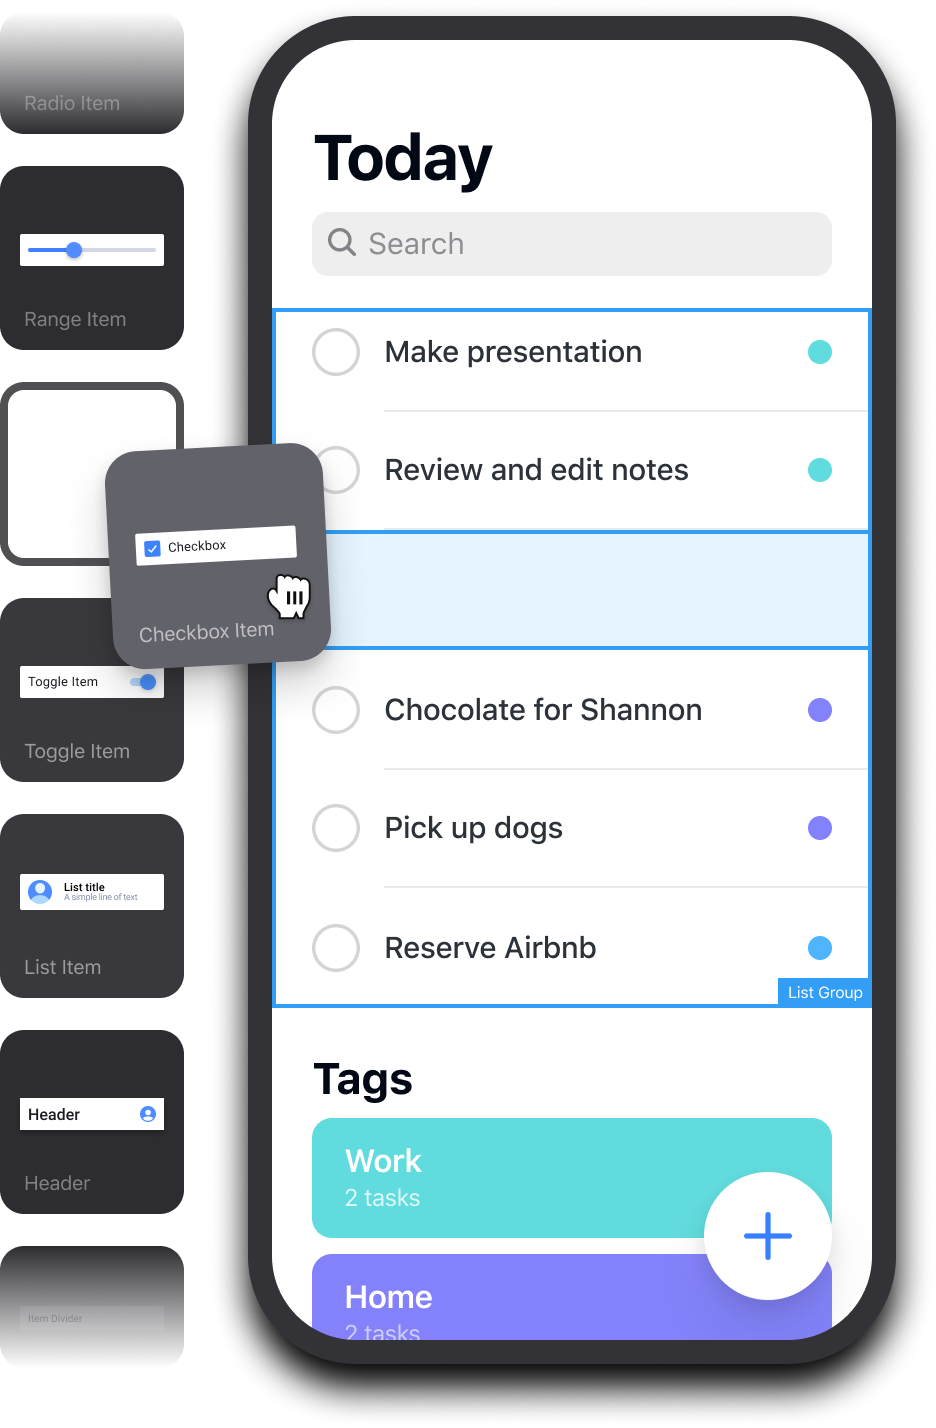 Radio Item
Range Item
Checkbox
Checkbox Item
Toggle Item
Toggle Item
List title
A simple line of text
List Item
Header
Header
Item Divider
Today
Search
Make presentation
Review and edit notes
Chocolate for Shannon
Pick up dogs
Reserve Airbnb
List Group
Tags
Work
2 tasks
Home
2 tasks